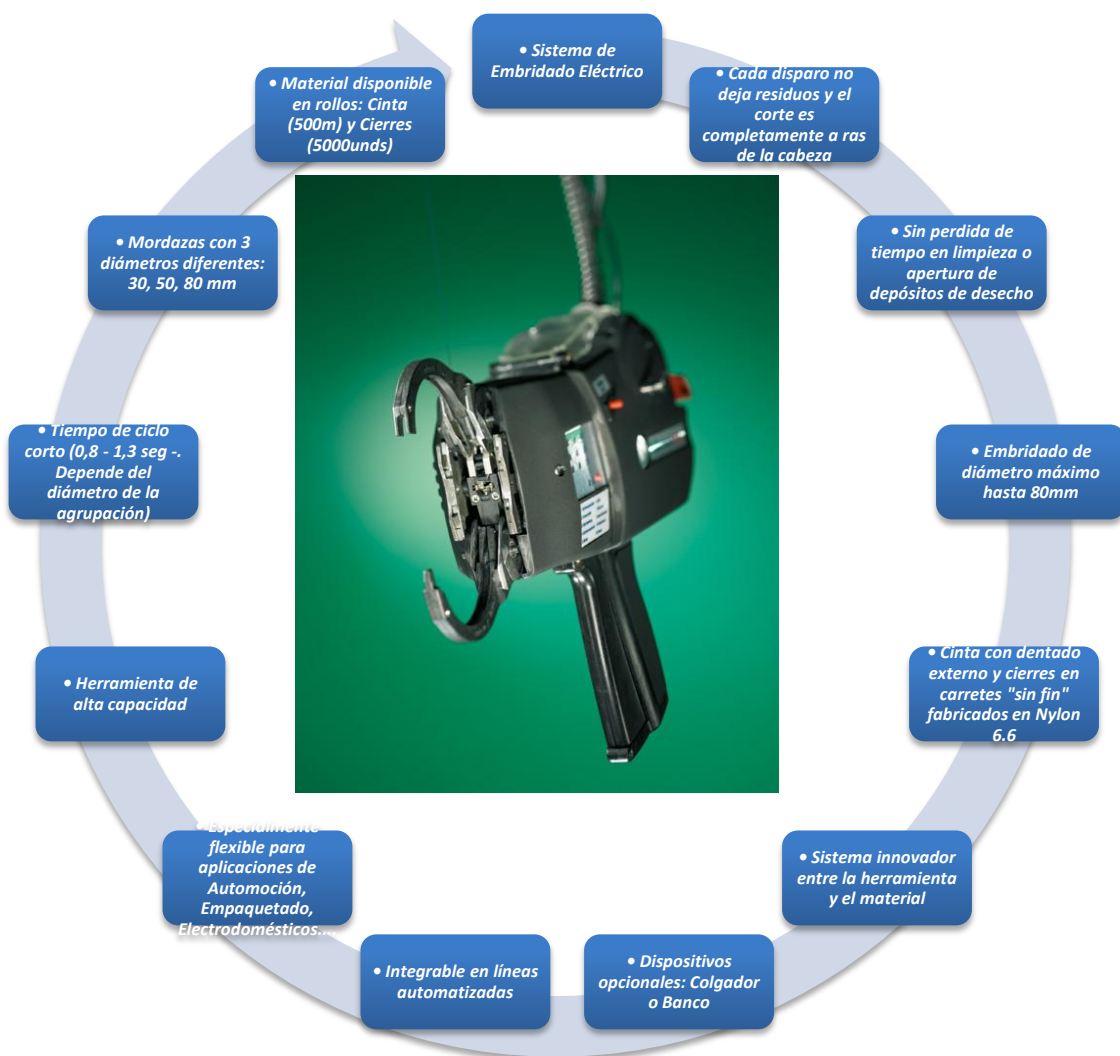 • Sistema de
Embridado Eléctrico
• Cada disparo no
deja residuos y el
corte es
completamente a ras
de la cabeza
• Sin perdida de
tiempo en limpieza o
apertura de
depósitos de desecho
• Embridado de
diámetro máximo
hasta 80mm
• Cinta con dentado
externo y cierres en
carretes "sin fin"
fabricados en Nylon
6.6
• Sistema innovador
entre la herramienta
y el material
• Dispositivos
opcionales: Colgador
o Banco
• Integrable en líneas
automatizadas
• Especialmente
flexible para
aplicaciones de
Automoción,
Empaquetado,
Electrodomésticos....
• Herramienta de
alta capacidad
• Tiempo de ciclo
corto (0,8 - 1,3 seg -.
Depende del
diámetro de la
agrupación)
• Mordazas con 3
diámetros diferentes:
30, 50, 80 mm
• Material disponible
en rollos: Cinta
(500m) y Cierres
(5000unds)